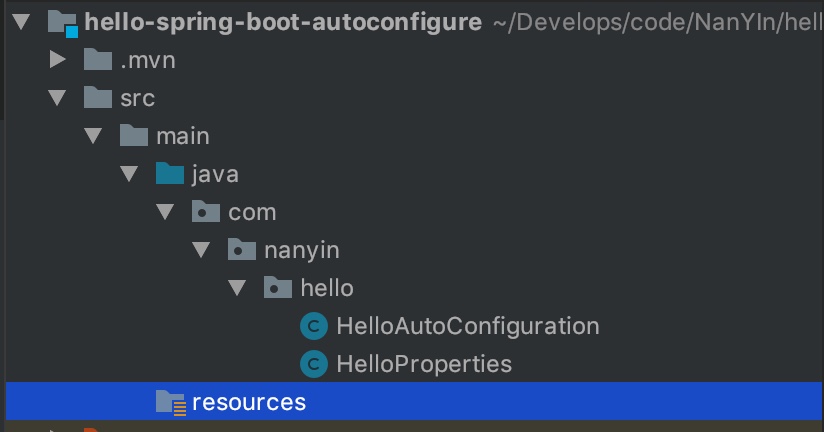 hello-spring-boot-autoconfigure ~/Develops/code/NanYIn/hell
.mvn
src
main
java
com
nanyin
hello
C HelloAutoConfiguration
C HelloProperties
resources